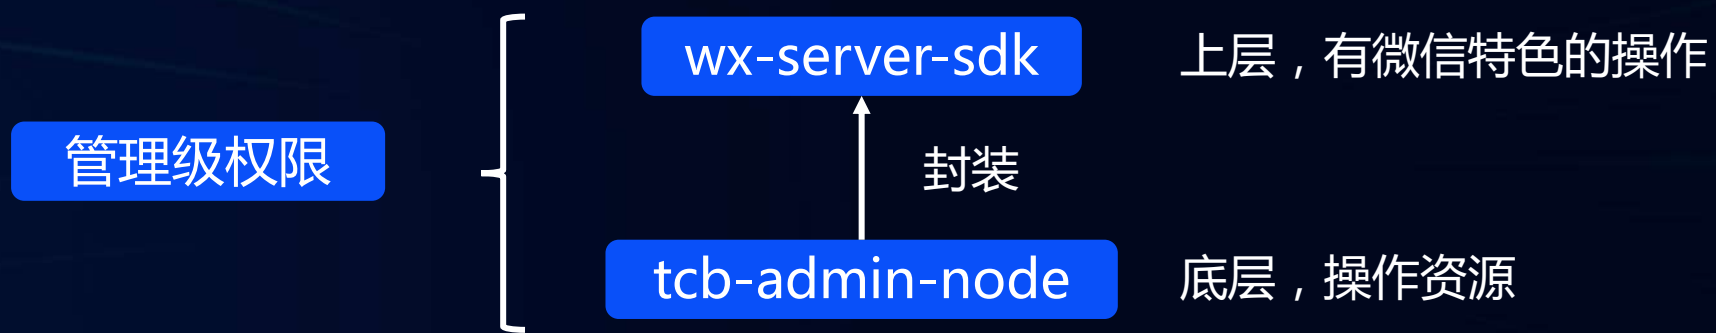 wx-server-sdk
上层，有微信特色的操作
管理级权限
封装
tcb-admin-node
底层，操作资源